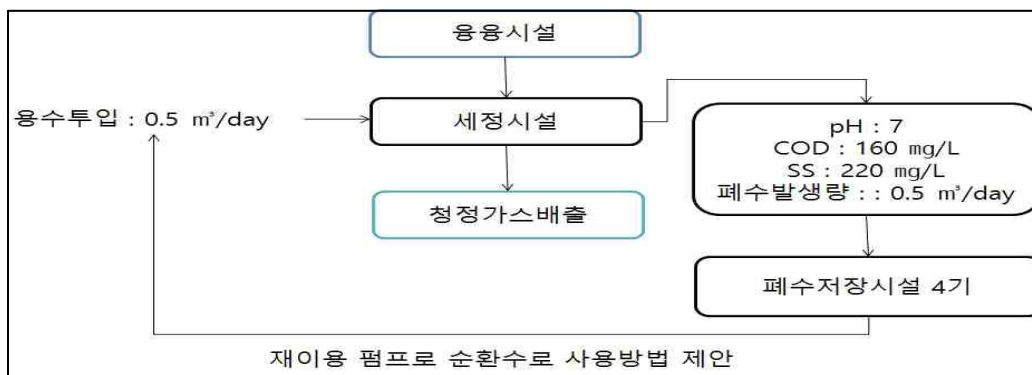 용융시설
용수투입 : 0.5 ㎥/day
세정시설
pH : 7
COD : 160 mg/L
SS : 220 mg/L
폐수발생량 : : 0.5 ㎥/day
청정가스배출
폐수저장시설 4기
재이용 펌프로 순환수로 사용방법 제안